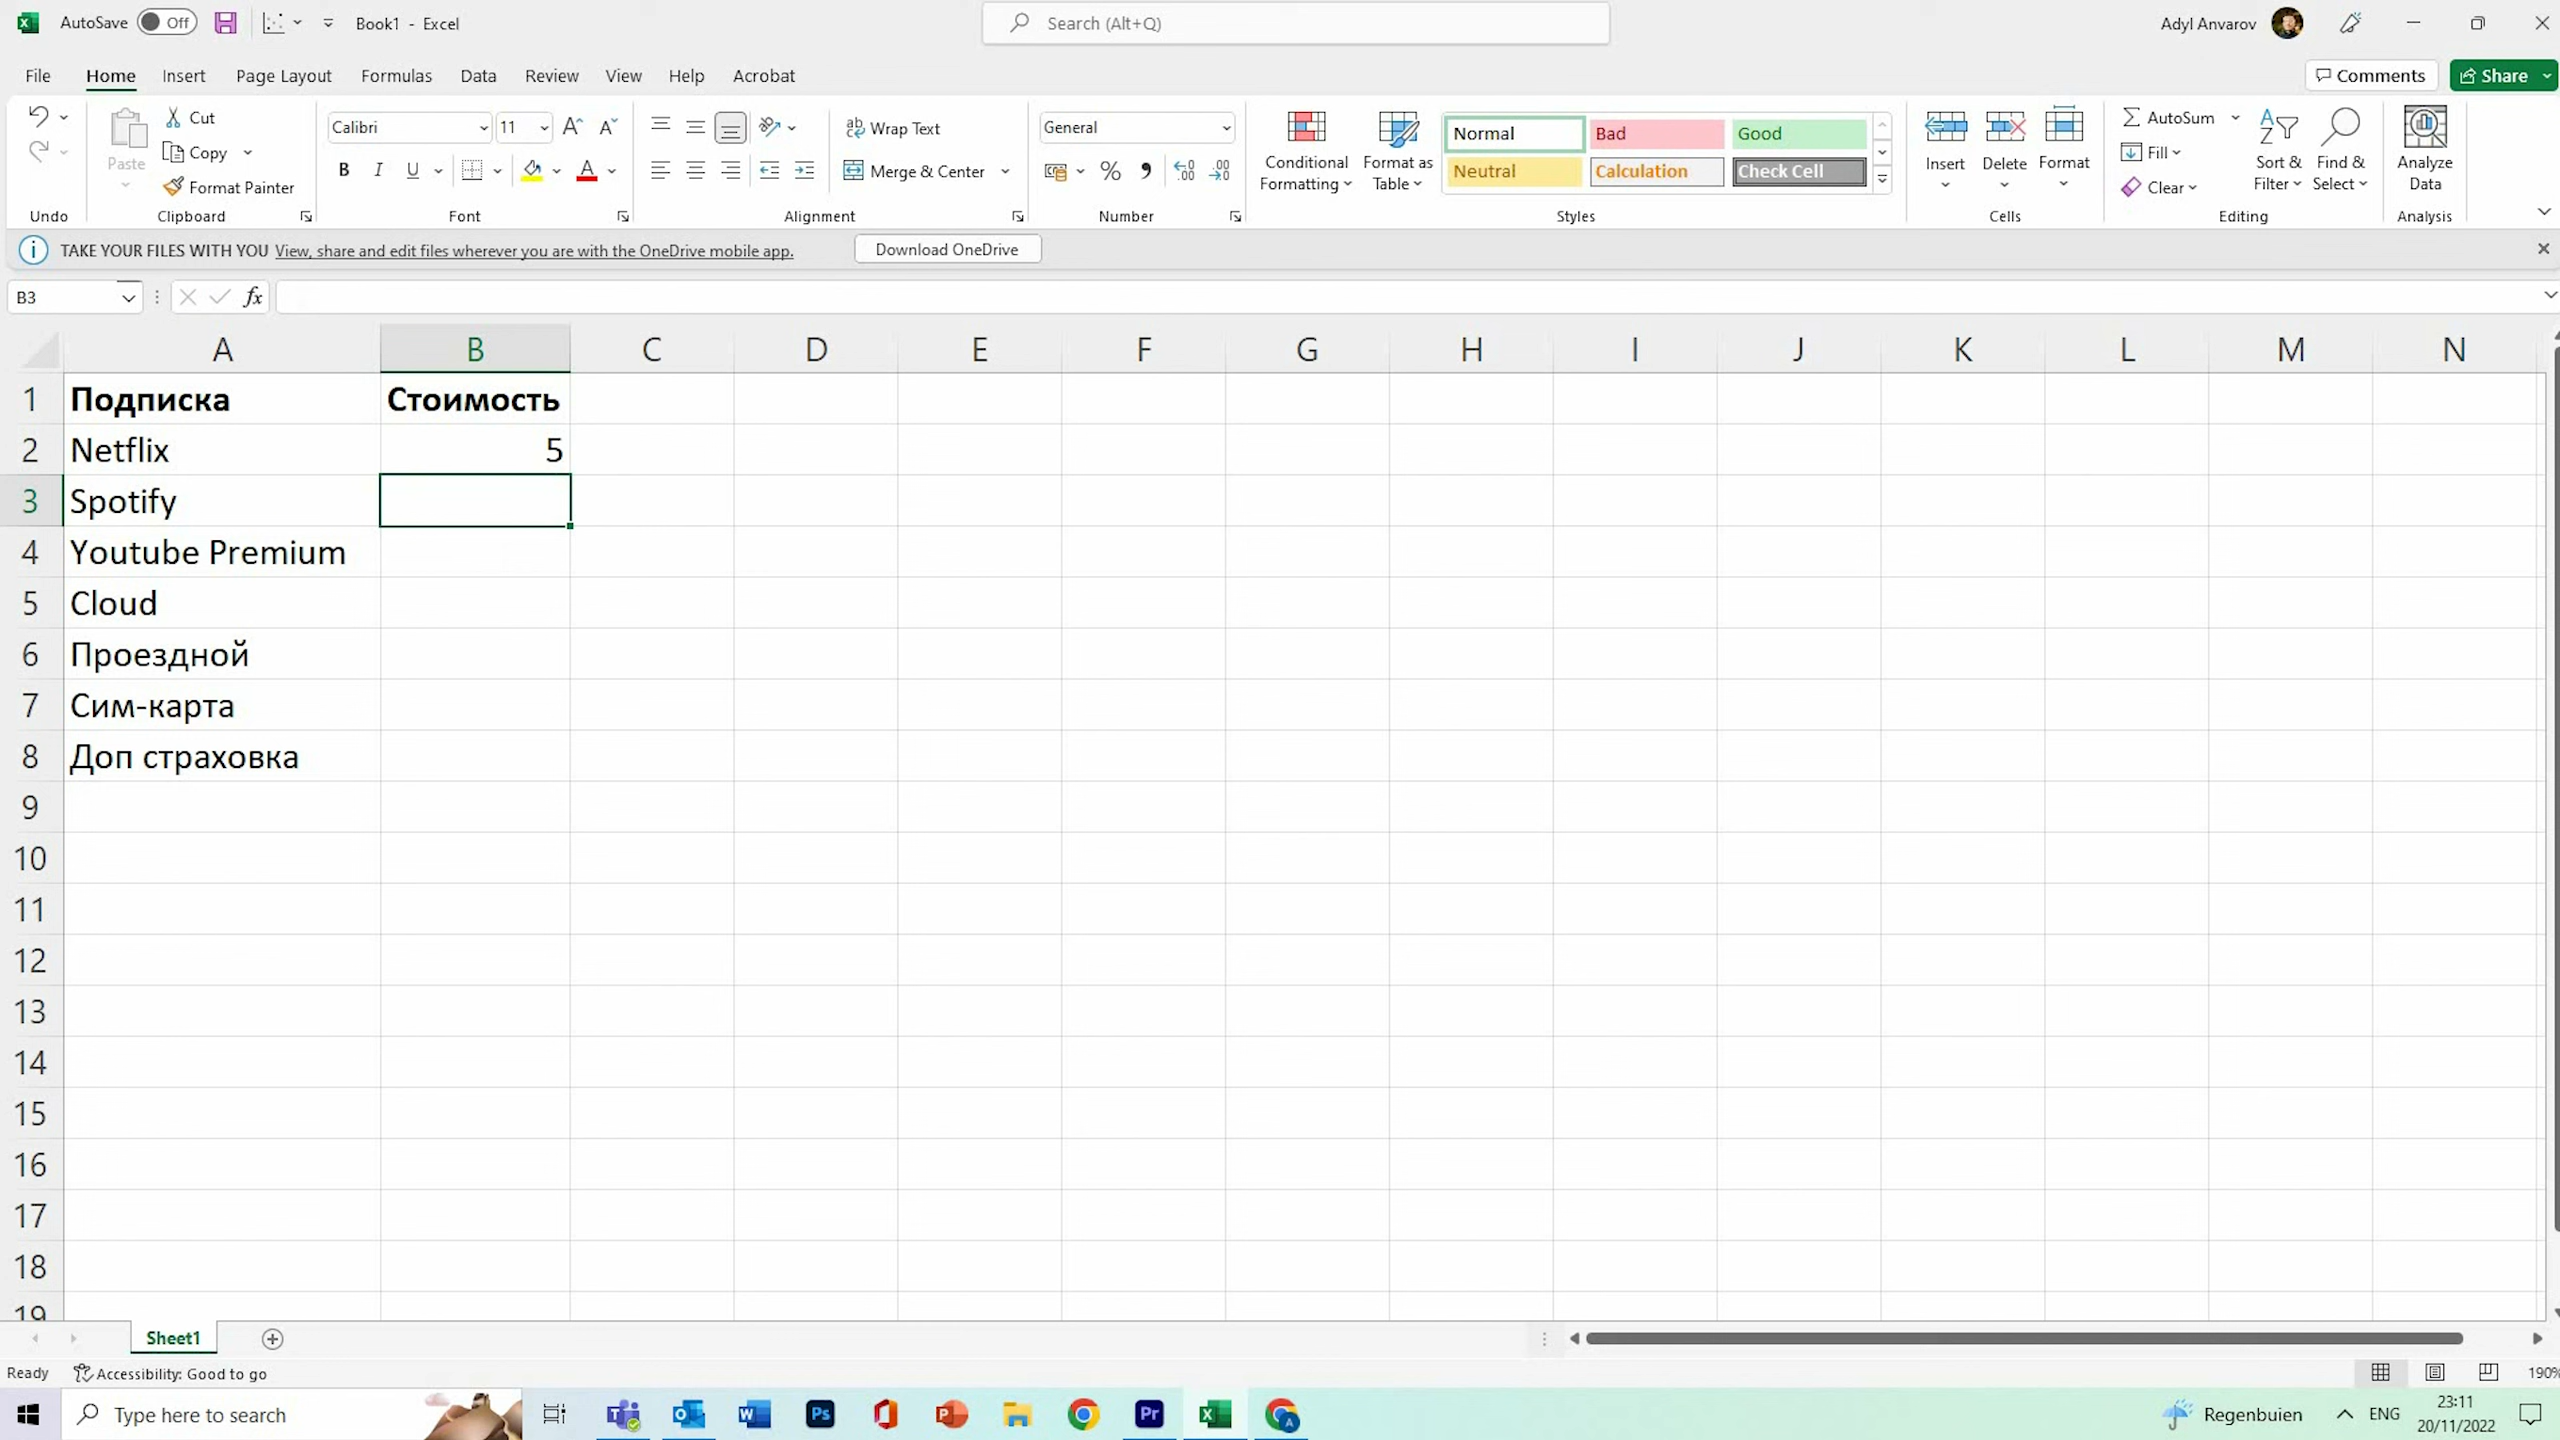 AutoSave Off Book1 - Excel Search (Alt+Q) Adyl Anvarov
File Home Insert Page Layout Formulas Data Review View Help Acrobat Comments Share
Cut
Copy
Format Painter
Paste
Calibri 11
B I U
Wrap Text
Merge & Center
General
Conditional Formatting
Format as Table
Normal Bad Good
Neutral Calculation Check Cell
Insert Delete Format
AutoSum
Fill
Clear
Sort & Filter
Find & Select
Analyze Data
Undo Clipboard Font Alignment Number Styles Cells Editing Analysis
TAKE YOUR FILES WITH YOU View, share and edit files wherever you are with the OneDrive mobile app. Download OneDrive
B3 fx
A B C D E F G H I J K L M N
1 Подписка Стоимость
2 Netflix 5
3 Spotify
4 Youtube Premium
5 Cloud
6 Проездной
7 Сим-карта
8 Доп страховка
9
10
11
12
13
14
15
16
17
18
19
Sheet1
Ready Accessibility: Good to go 190%
Type here to search Regenbuien ENG 23:11
20/11/2022